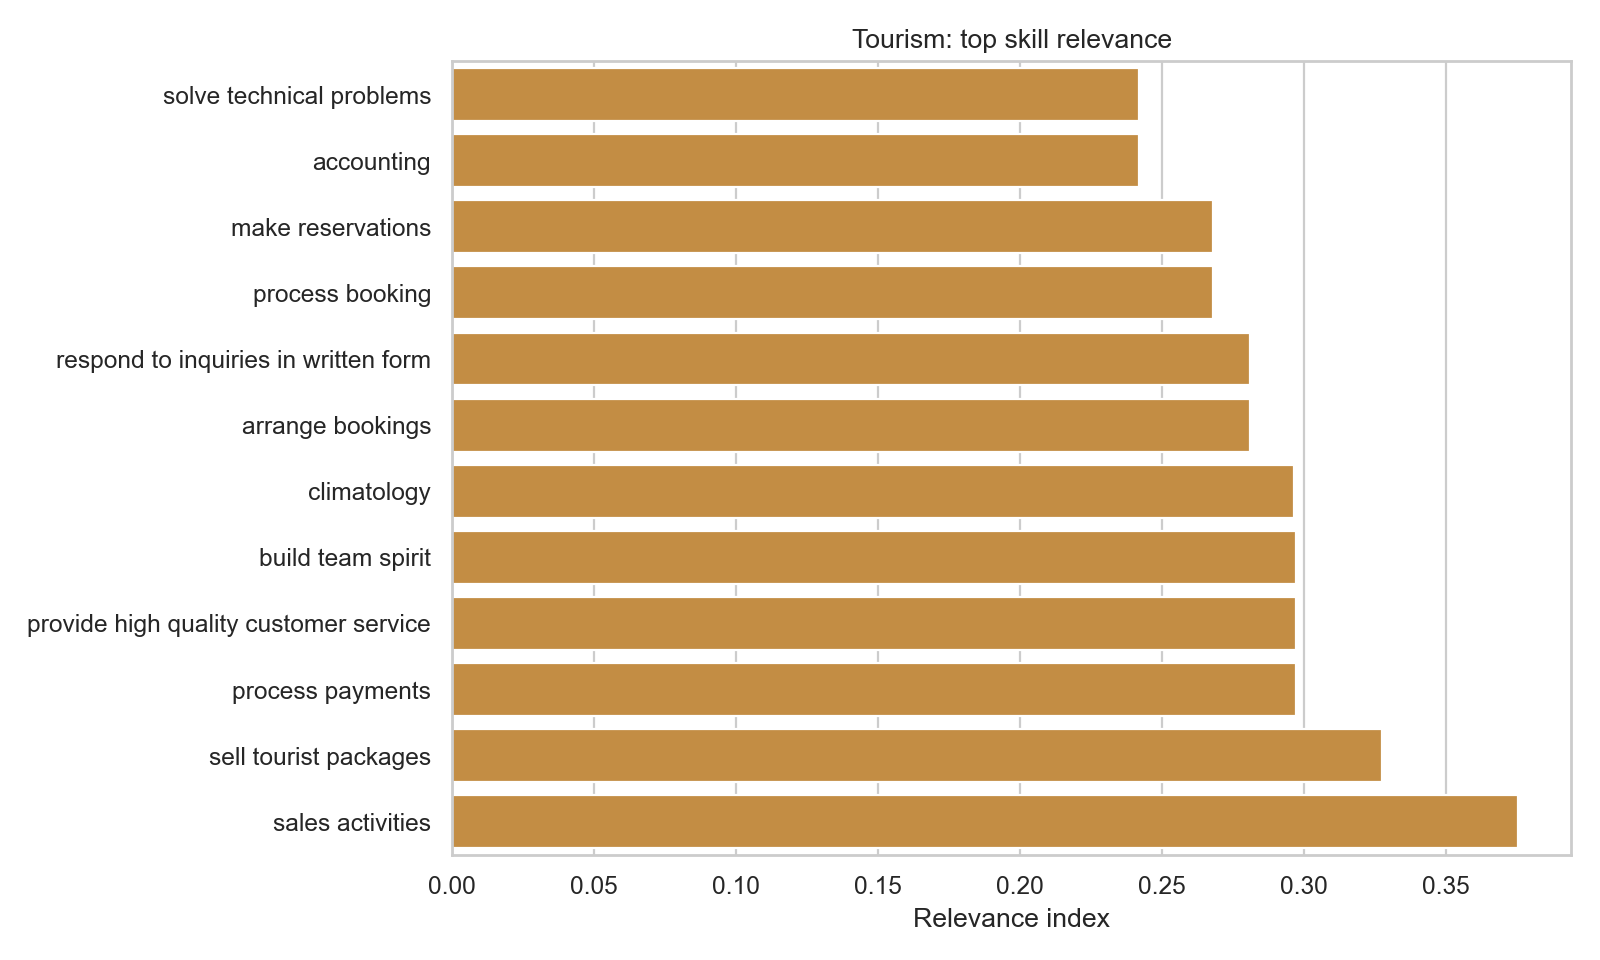 Tourism: top skill relevance
solve technical problems
accounting
make reservations
process booking
respond to inquiries in written form
arrange bookings
climatology
build team spirit
provide high quality customer service
process payments
sell tourist packages
sales activities
0.00 0.05 0.10 0.15 0.20 0.25 0.30 0.35
Relevance index